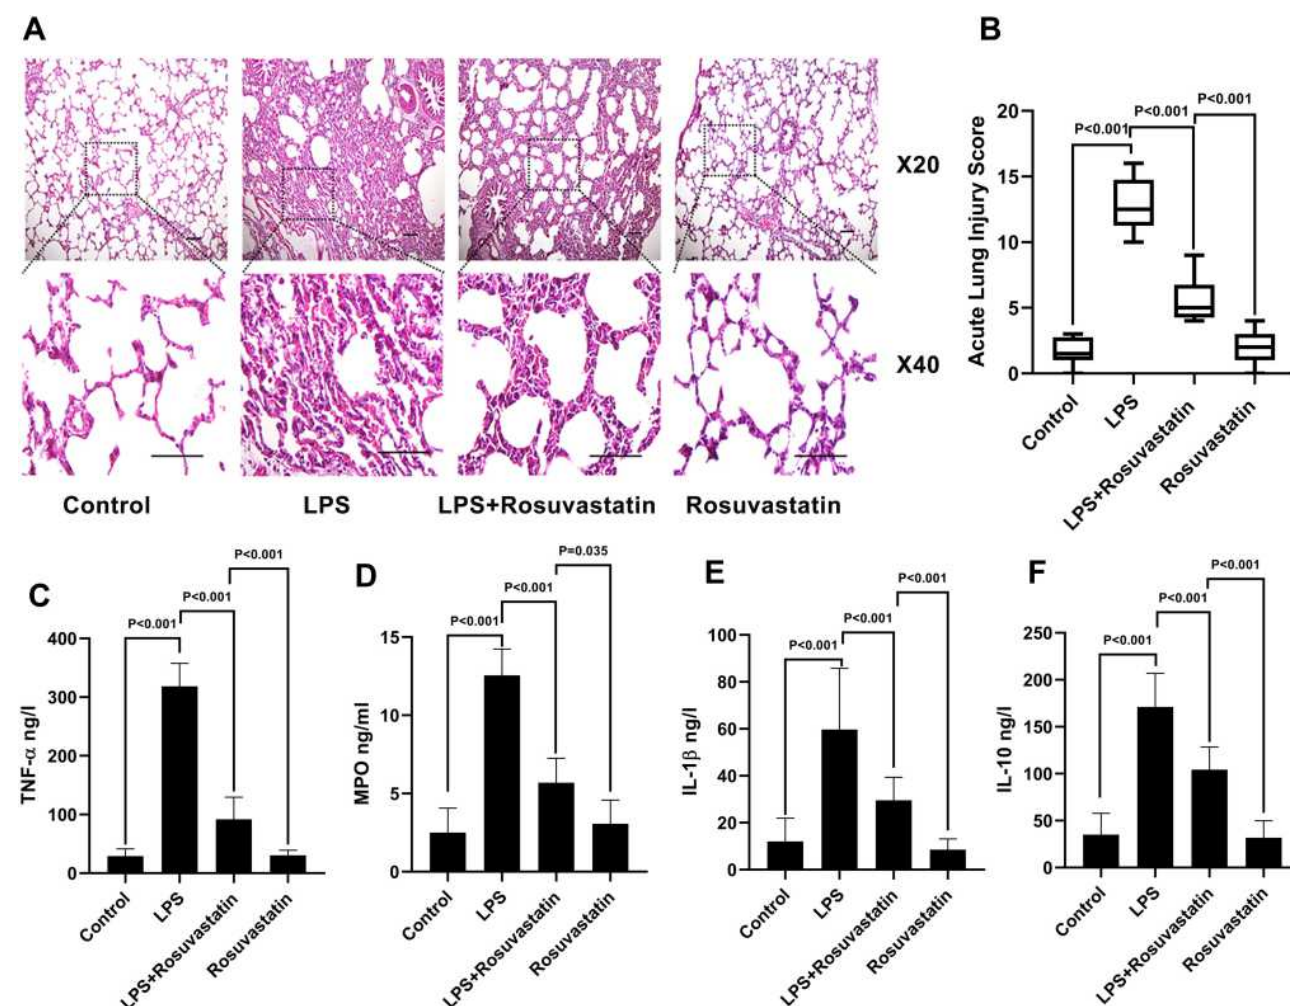 A
X20
X40
Control
LPS
LPS+Rosuvastatin
Rosuvastatin
B
Acute Lung Injury Score
20
15
10
5
0
P<0.001
P<0.001
P<0.001
Control
LPS
LPS+Rosuvastatin
Rosuvastatin
C
TNF-α ng/l
400
300
200
100
0
P<0.001
P<0.001
P<0.001
Control
LPS
LPS+Rosuvastatin
Rosuvastatin
D
MPO ng/ml
15
10
5
0
P<0.001
P<0.001
P=0.035
Control
LPS
LPS+Rosuvastatin
Rosuvastatin
E
IL-1β ng/l
100
80
60
40
20
0
P<0.001
P<0.001
P<0.001
Control
LPS
LPS+Rosuvastatin
Rosuvastatin
F
IL-10 ng/l
250
200
150
100
50
0
P<0.001
P<0.001
P<0.001
Control
LPS
LPS+Rosuvastatin
Rosuvastatin